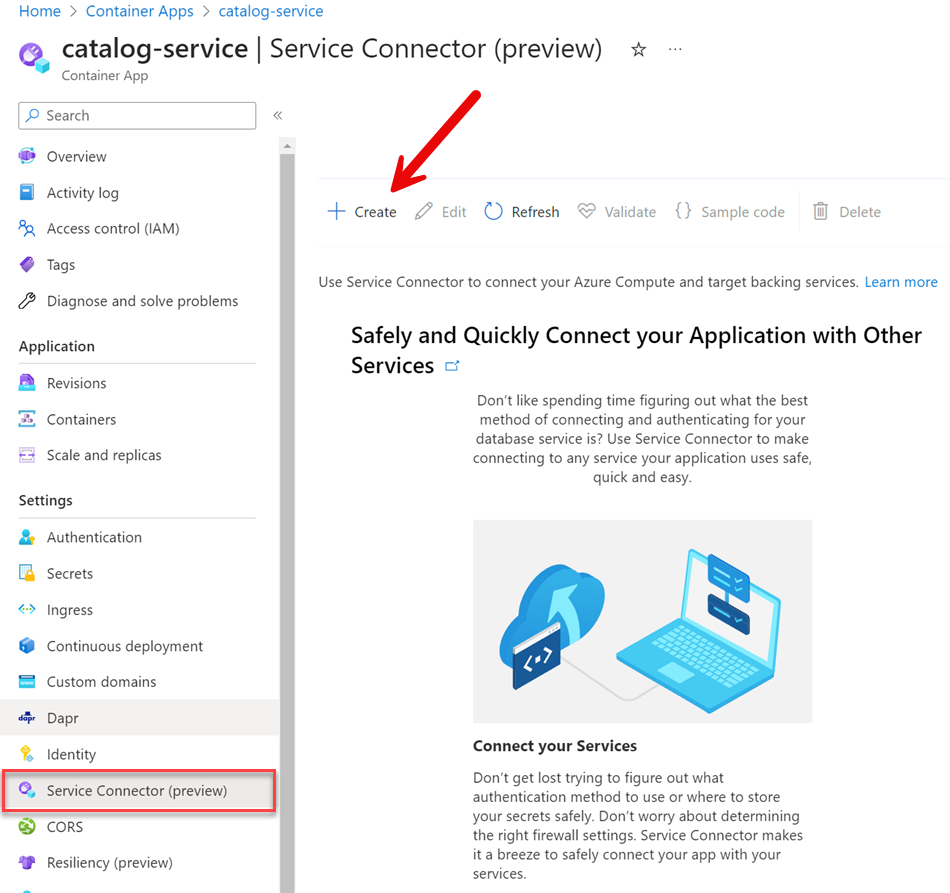 Home > Container Apps > catalog-service
catalog-service | Service Connector (preview)
Container App
Search
Overview
Activity log
Access control (IAM)
Tags
Diagnose and solve problems
Application
Revisions
Containers
Scale and replicas
Settings
Authentication
Secrets
Ingress
Continuous deployment
Custom domains
dapr Dapr
Identity
Service Connector (preview)
CORS
Resiliency (preview)
Create Edit Refresh Validate {} Sample code Delete
Use Service Connector to connect your Azure Compute and target backing services. Learn more
Safely and Quickly Connect your Application with Other
Services
Don’t like spending time figuring out what the best
method of connecting and authenticating for your
database service is? Use Service Connector to make
connecting to any service your application uses safe,
quick and easy.
Connect your Services
Don’t get lost trying to figure out what
authentication method to use or where to store
your secrets safely. Don’t worry about determining
the right firewall settings. Service Connector makes
it a breeze to safely connect your app with your
services.